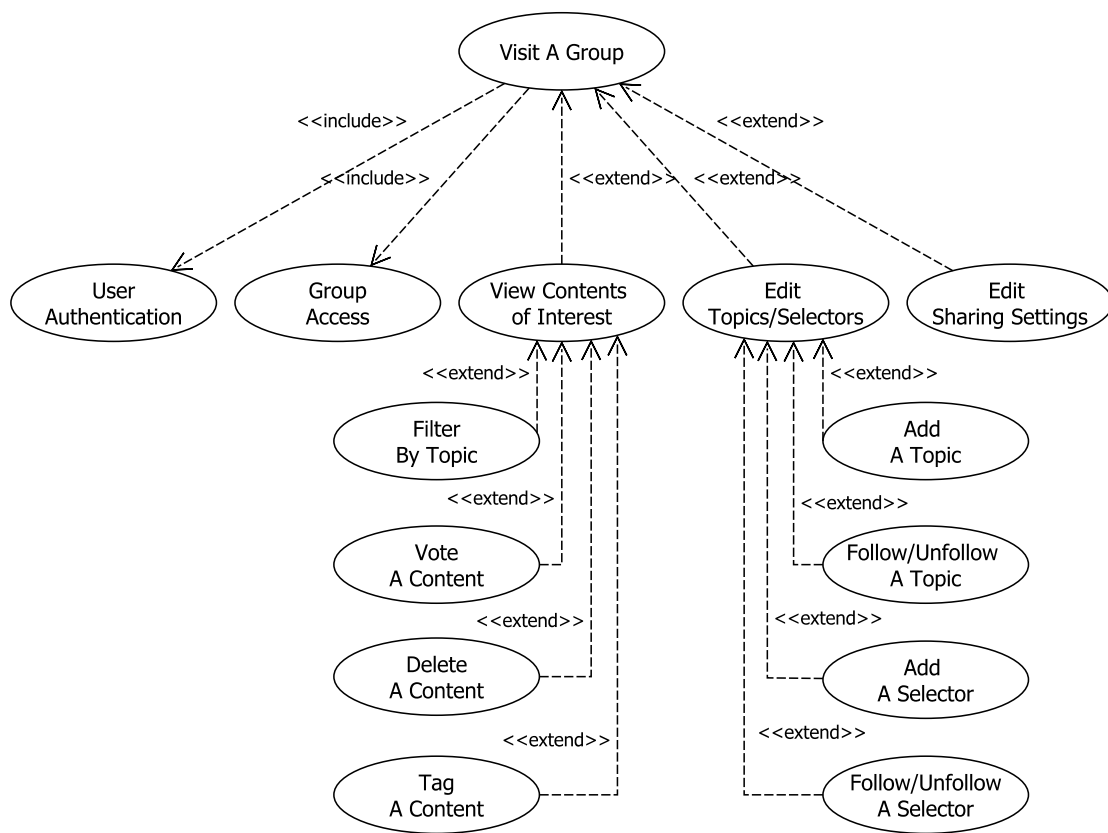 Visit A Group
<<include>>
<<extend>>
<<include>>
<<extend>>
<<extend>>
User
Authentication
Group
Access
View Contents
of Interest
Edit
Topics/Selectors
Edit
Sharing Settings
<<extend>>
<<extend>>
Filter
By Topic
Add
A Topic
<<extend>>
<<extend>>
Vote
A Content
Follow/Unfollow
A Topic
<<extend>>
<<extend>>
Delete
A Content
Add
A Selector
<<extend>>
<<extend>>
Tag
A Content
Follow/Unfollow
A Selector